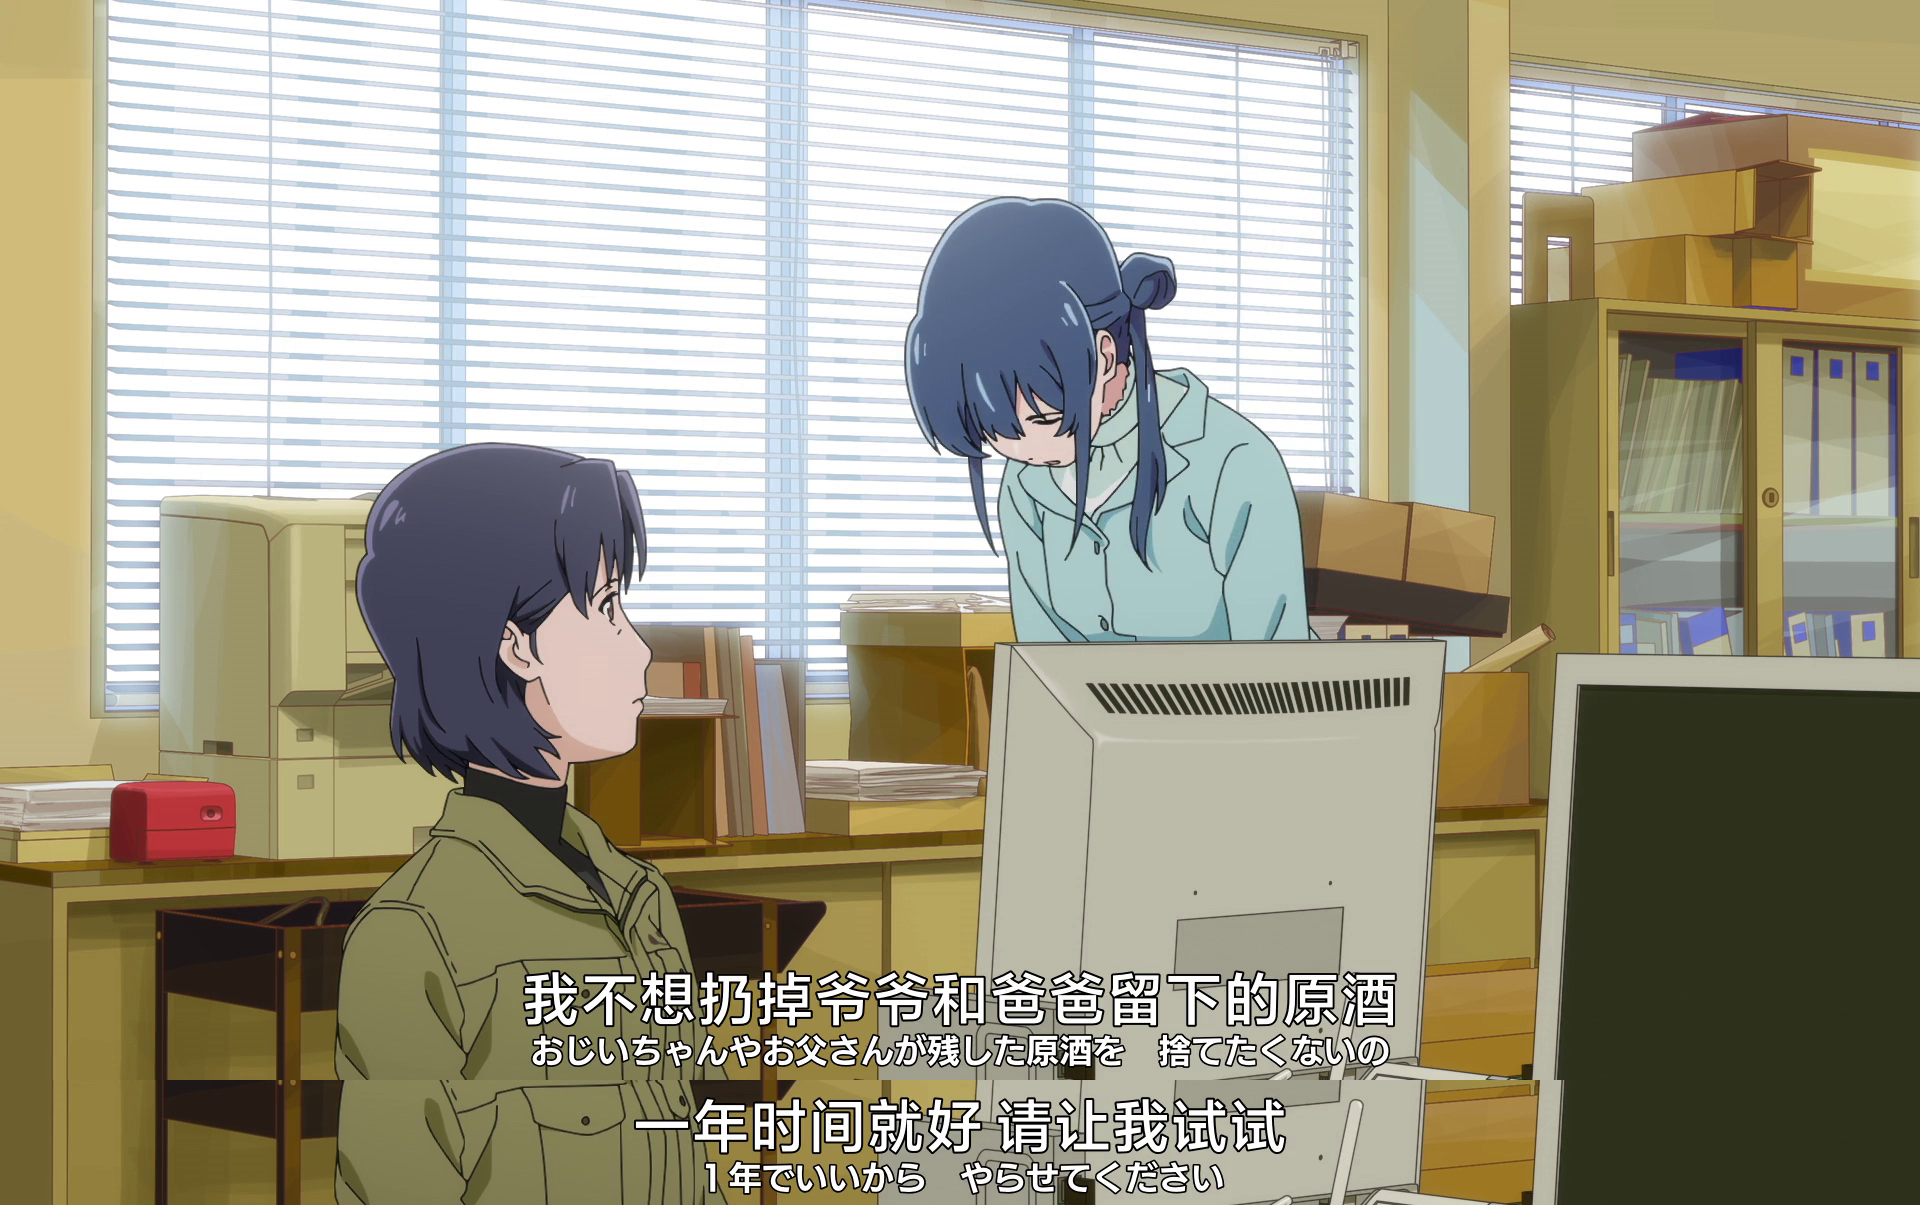 我不想扔掉爷爷和爸爸留下的原酒
おじいちゃんやお父さんが残した原酒を　捨てたくないの
一年时间就好 请让我试试
1年でいいから　やらせてください